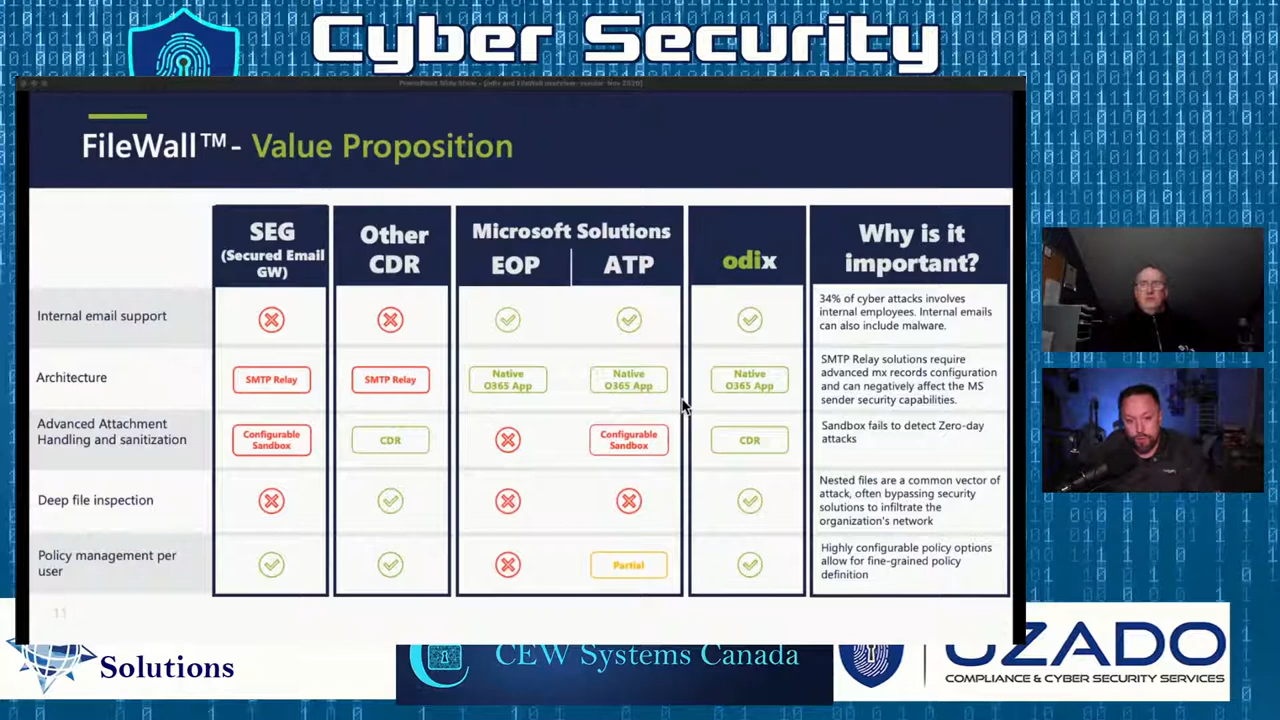 Cyber Security
FileWall™- Value Proposition
SEG
(Secured Email
GW)
Other
CDR
Microsoft Solutions
EOP
ATP
odix
Why is it
important?
Internal email support
34% of cyber attacks involves
internal employees. Internal emails
can also include malware.
Architecture
SMTP Relay
SMTP Relay
Native
O365 App
Native
O365 App
Native
O365 App
SMTP Relay solutions require
advanced mx records configuration
and can negatively affect the MS
sender security capabilities.
Advanced Attachment
Handling and sanitization
Configurable
Sandbox
CDR
Configurable
Sandbox
CDR
Sandbox fails to detect Zero-day
attacks
Deep file inspection
Nested files are a common vector of
attack, often bypassing security
solutions to infiltrate the
organization's network
Policy management per
user
Partial
Highly configurable policy options
allow for fine-grained policy
definition
11
Solutions
CEW Systems Canada
UZADO
COMPLIANCE & CYBER SECURITY SERVICES